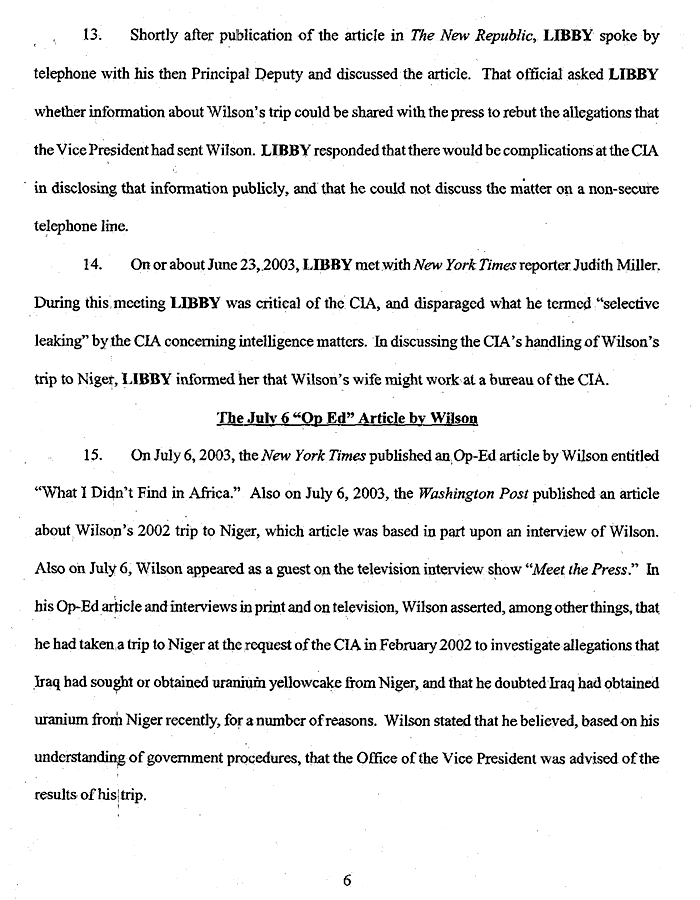 13. Shortly after publication of the article in The New Republic, LIBBY spoke by
telephone with his then Principal Deputy and discussed the article. That official asked LIBBY
whether information about Wilson's trip could be shared with the press to rebut the allegations that
the Vice President had sent Wilson. LIBBY responded that there would be complications at the CIA
in disclosing that information publicly, and that he could not discuss the matter on a non-secure
telephone line.
14. On or about June 23, 2003, LIBBY met with New York Times reporter Judith Miller.
During this meeting LIBBY was critical of the CIA, and disparaged what he termed “selective
leaking” by the CIA concerning intelligence matters. In discussing the CIA's handling of Wilson's
trip to Niger, LIBBY informed her that Wilson's wife might work at a bureau of the CIA.
The July 6 “Op Ed” Article by Wilson
15. On July 6, 2003, the New York Times published an Op-Ed article by Wilson entitled
“What I Didn't Find in Africa.” Also on July 6, 2003, the Washington Post published an article
about Wilson's 2002 trip to Niger, which article was based in part upon an interview of Wilson.
Also on July 6, Wilson appeared as a guest on the television interview show “Meet the Press.” In
his Op-Ed article and interviews in print and on television, Wilson asserted, among other things, that
he had taken a trip to Niger at the request of the CIA in February 2002 to investigate allegations that
Iraq had sought or obtained uranium yellowcake from Niger, and that he doubted Iraq had obtained
uranium from Niger recently, for a number of reasons. Wilson stated that he believed, based on his
understanding of government procedures, that the Office of the Vice President was advised of the
results of his trip.
6